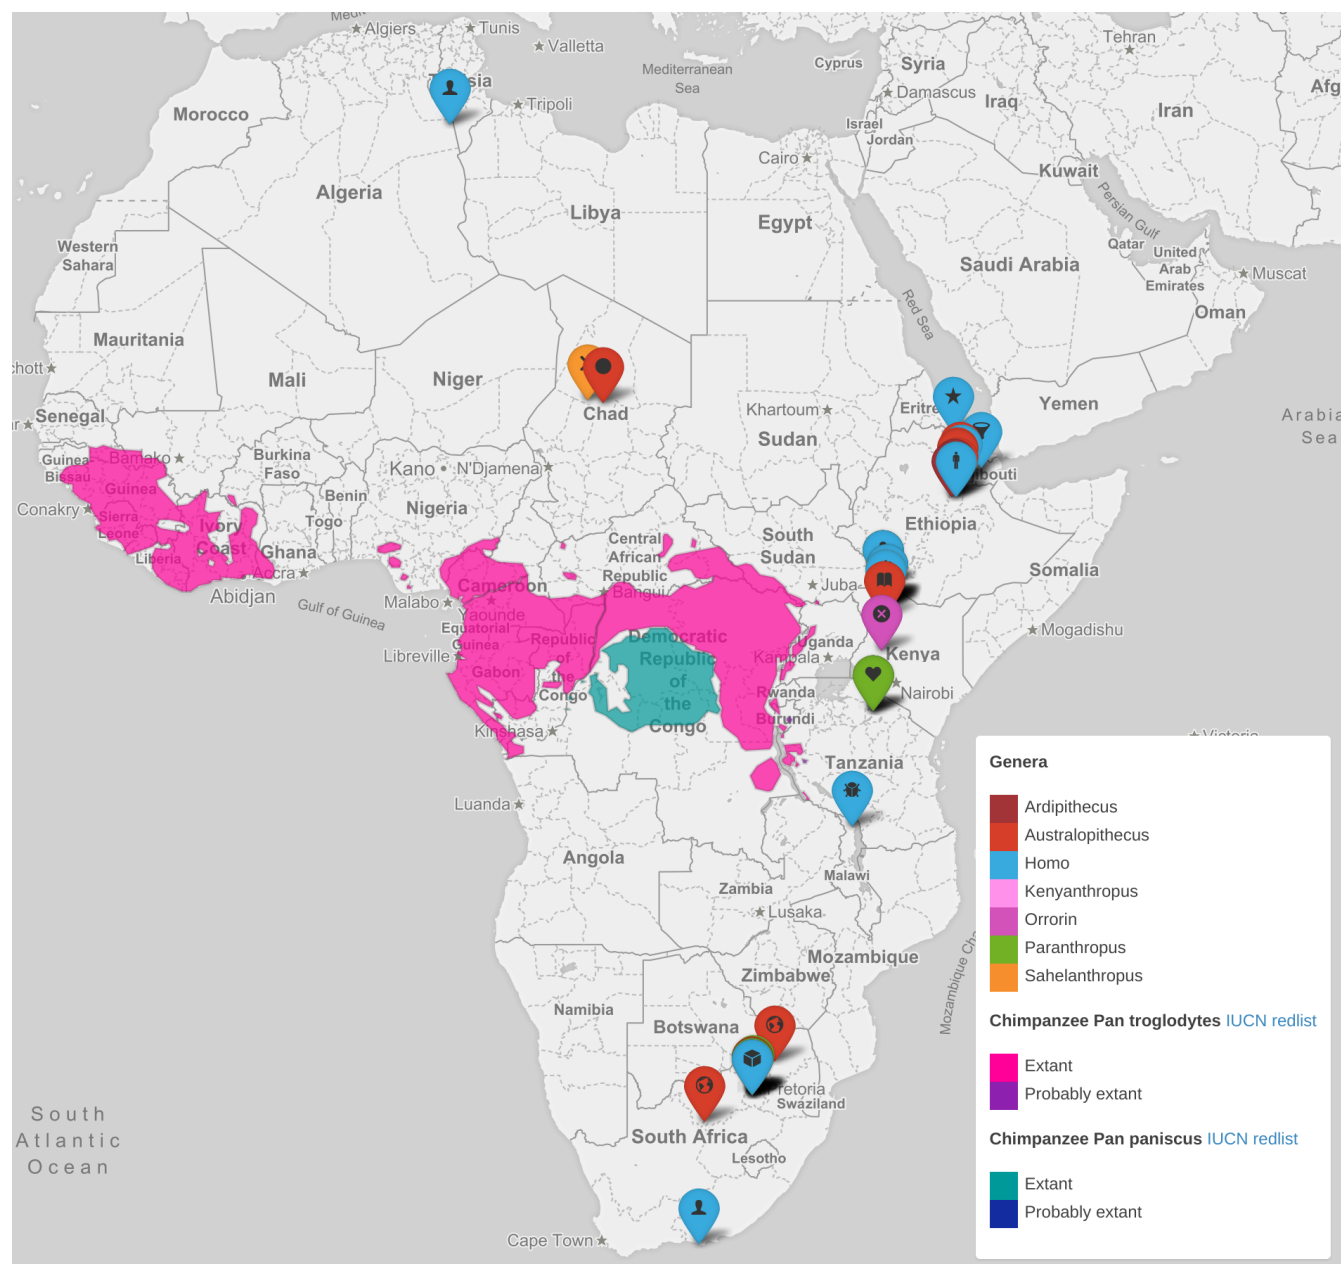 Algiers
Tunis
Valletta
Mediterranean
Sea
Cyprus
Syria
Tehran
Damascus
Iraq
Iran
Morocco
Tripoli
Israel
Jordan
Cairo
Kuwait
Algeria
Libya
Egypt
Persian Gulf
Western
Sahara
Qatar
United
Arab
Emirates
Saudi Arabia
Muscat
Oman
Red Sea
Mauritania
Mali
Niger
Chad
Khartoum
Sudan
Yemen
Senegal
Arabia
Sea
Guinea-
Bissau
Bamako
Burkina
Faso
Kano
N'Djamena
Guinea
Benin
Nigeria
Togo
Conakry
Sierra
Leone
Ivory
Coast
Ghana
Liberia
Accra
Abidjan
Gulf of Guinea
Central
African
Republic
Bangui
South
Sudan
Ethiopia
Somalia
Juba
Cameroon
Malabo
Yaounde
Equatorial
Guinea
Libreville
Gabon
Republic
of
the
Congo
Democratic
Republic
of
the
Congo
Uganda
Kampala
Kenya
Mogadishu
Nairobi
Rwanda
Burundi
Kinshasa
Victoria
Tanzania
Luanda
Angola
Malawi
Zambia
Lusaka
Mozambique
Zimbabwe
Namibia
Botswana
Swaziland
South Africa
Lesotho
Cape Town
South
Atlantic
Ocean
Genera
Ardipithecus
Australopithecus
Homo
Kenyanthropus
Orrorin
Paranthropus
Sahelanthropus
Chimpanzee Pan troglodytes IUCN redlist
Extant
Probably extant
Chimpanzee Pan paniscus IUCN redlist
Extant
Probably extant